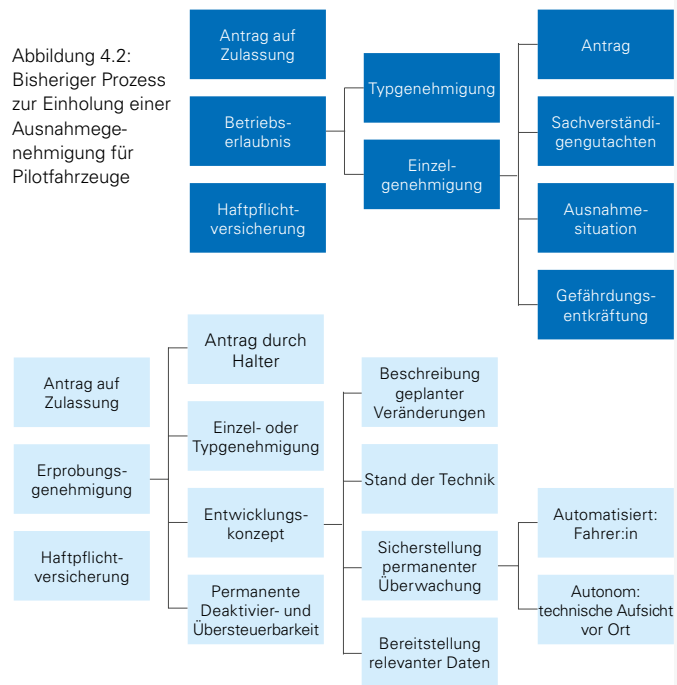 Abbildung 4.2:
Bisheriger Prozess
zur Einholung einer
Ausnahmege-
nehmigung für
Pilotfahrzeuge
Antrag auf
Zulassung
Betriebs-
erlaubnis
Haftpflicht-
versicherung
Typgenehmigung
Einzel-
genehmigung
Antrag
Sachverständi-
gengutachten
Ausnahme-
situation
Gefährdungs-
entkräftung
Antrag auf
Zulassung
Erprobungs-
genehmigung
Haftpflicht-
versicherung
Antrag durch
Halter
Einzel- oder
Typgenehmigung
Entwicklungs-
konzept
Permanente
Deaktivier- und
Übersteuerbarkeit
Beschreibung
geplanter
Veränderungen
Stand der Technik
Sicherstellung
permanenter
Überwachung
Bereitstellung
relevanter Daten
Automatisiert:
Fahrer:in
Autonom:
technische Aufsicht
vor Ort